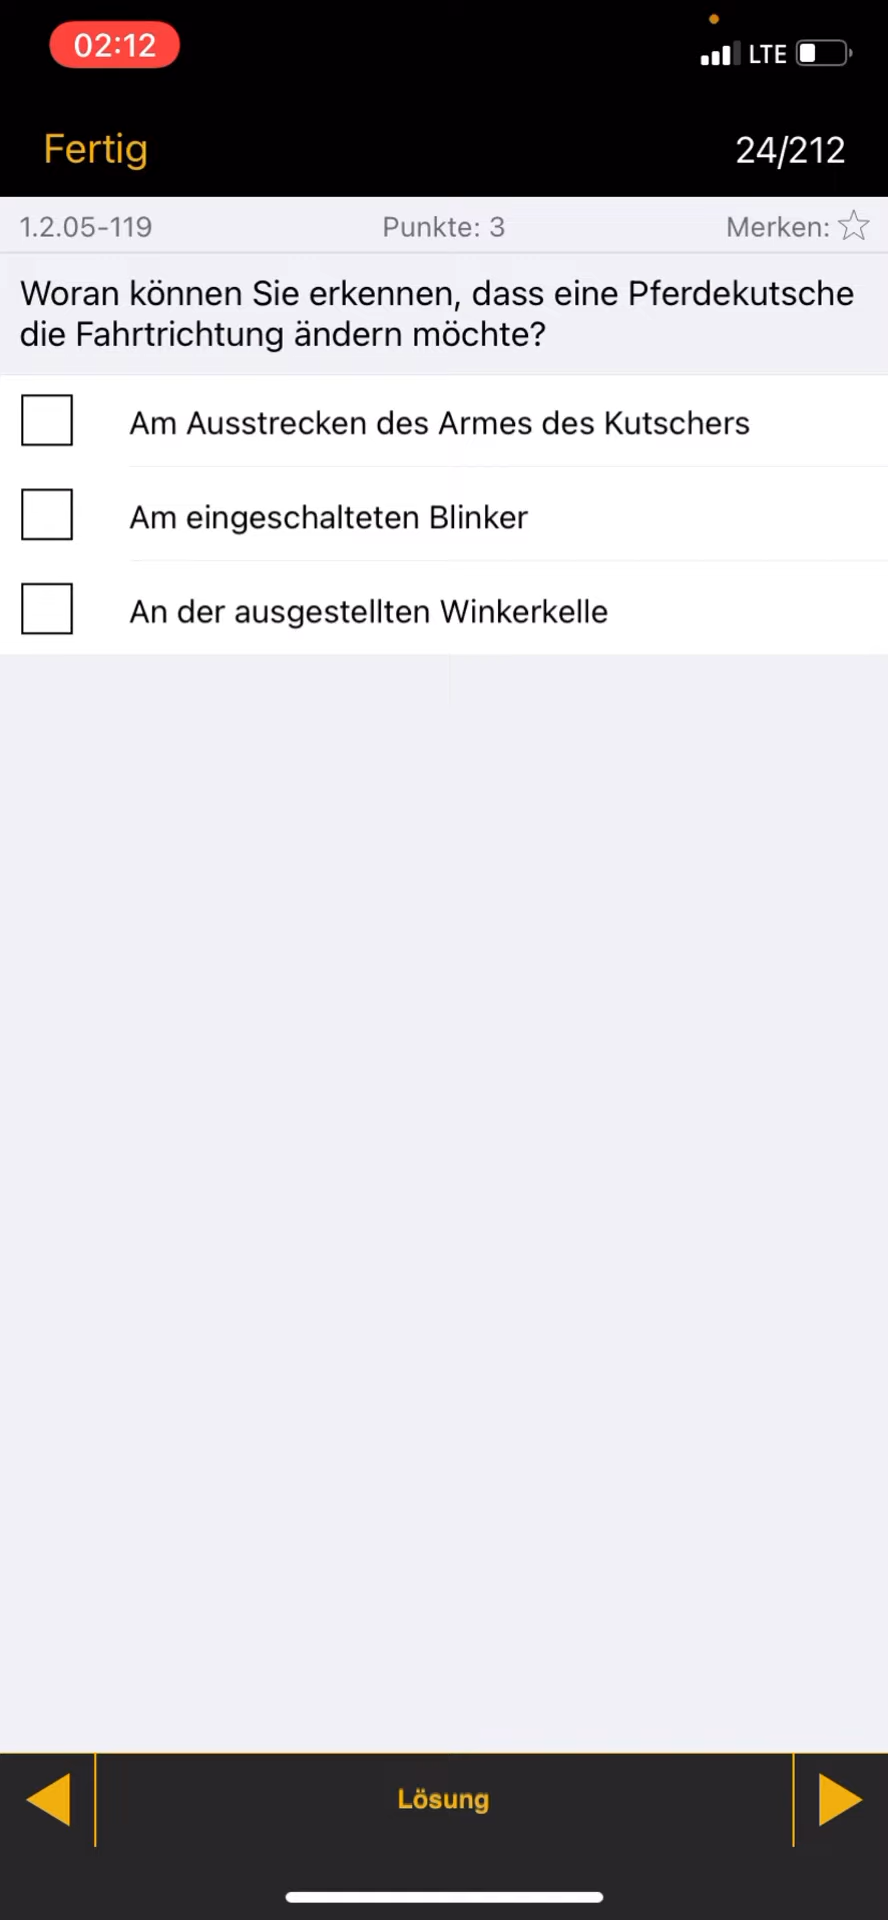 02:12
LTE
Fertig
24/212
1.2.05-119
Punkte: 3
Merken:
Woran können Sie erkennen, dass eine Pferdekutsche
die Fahrtrichtung ändern möchte?
Am Ausstrecken des Armes des Kutschers
Am eingeschalteten Blinker
An der ausgestellten Winkerkelle
Lösung